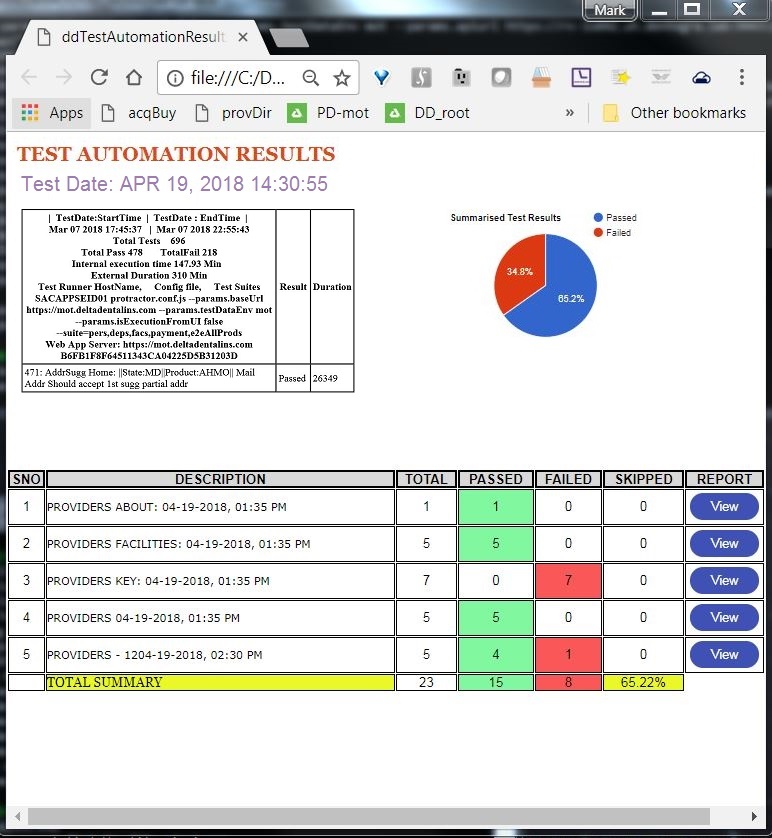 Mark
ddTestAutomationResult
file:///C:/D...
Apps acqBuy provDir PD-mot DD_root » Other bookmarks
TEST AUTOMATION RESULTS
Test Date: APR 19, 2018 14:30:55
| TestDate:StartTime | TestDate : EndTime |
Mar 07 2018 17:45:37 | Mar 07 2018 22:55:43
Total Tests 696
Total Pass 478 TotalFail 218
Internal execution time 147.93 Min
External Duration 310 Min
Test Runner HostName, Config file, Test Suites
SACAPPSEID01 protractor.conf.js --params.baseUrl
https://mot.deltadentalins.com --params.testDataEnv mot
--params.isExecutionFromUI false
--suite=pers,deps,facs,payment,e2eAllProds
Web App Server: https://mot.deltadentalins.com
B6FB1F8F64511343CA04225D5B31203D
Result Duration
471: AddrSugg Home: ||State:MD||Product:AHMO|| Mail
Addr Should accept 1st sugg partial addr
Passed 26349
Summarised Test Results
Passed
Failed
34.8%
65.2%
SNO DESCRIPTION TOTAL PASSED FAILED SKIPPED REPORT
1 PROVIDERS ABOUT: 04-19-2018, 01:35 PM 1 1 0 0 View
2 PROVIDERS FACILITIES: 04-19-2018, 01:35 PM 5 5 0 0 View
3 PROVIDERS KEY: 04-19-2018, 01:35 PM 7 0 7 0 View
4 PROVIDERS 04-19-2018, 01:35 PM 5 5 0 0 View
5 PROVIDERS - 1204-19-2018, 02:30 PM 5 4 1 0 View
TOTAL SUMMARY 23 15 8 65.22%